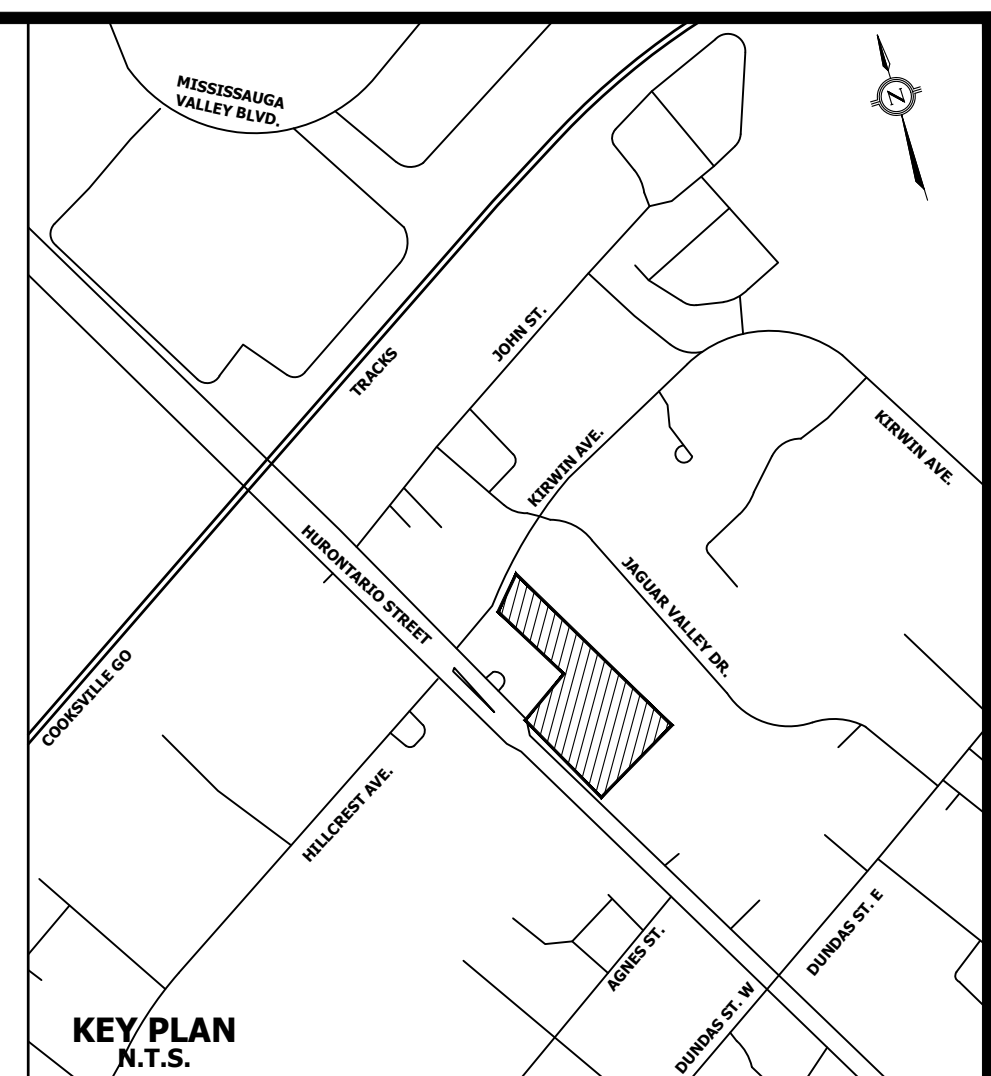 MISSISSAUGA
VALLEY BLVD.
N
JOHN ST.
TRACKS
KIRWIN AVE.
KIRWIN AVE.
HURONTARIO STREET
JAGUAR VALLEY DR.
COOKSVILLE GO
HILLCREST AVE.
DUNDAS ST. E
AGNES ST.
DUNDAS ST. W
KEY PLAN
N.T.S.